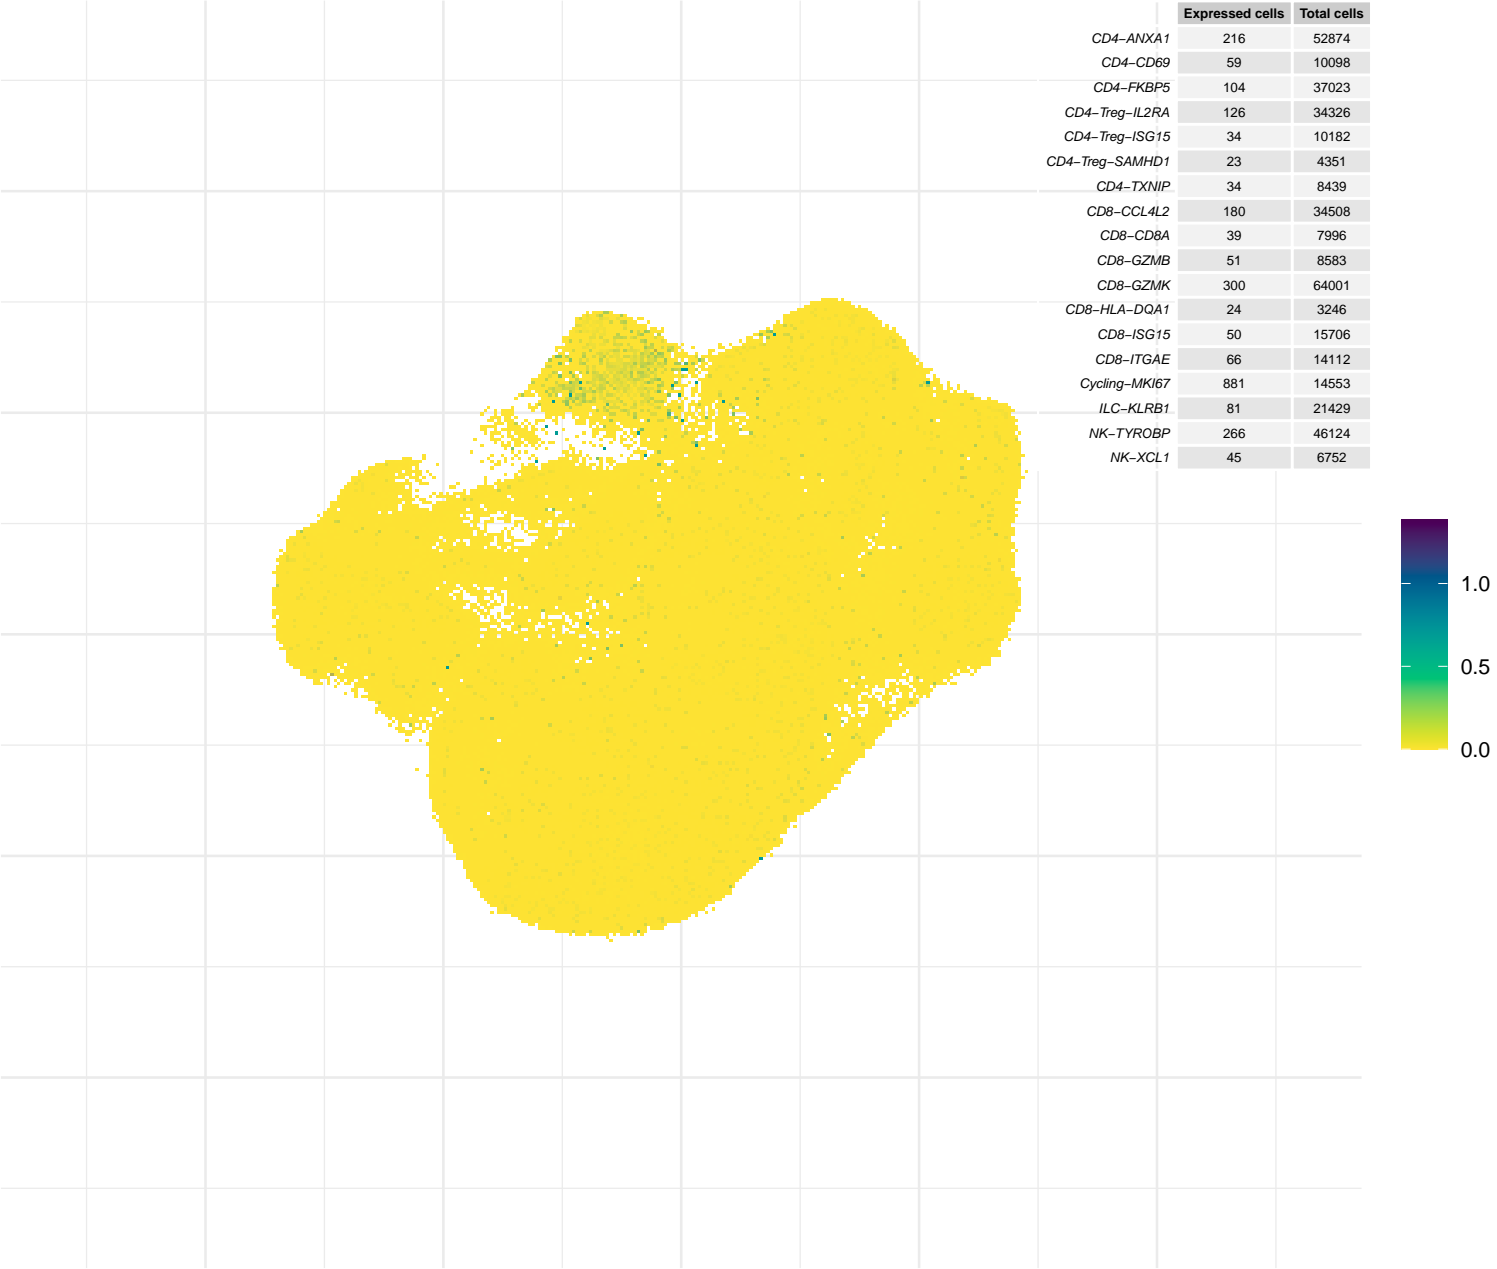 Expressed cells Total cells
CD4−ANXA1 216 52874
CD4−CD69 59 10098
CD4−FKBP5 104 37023
CD4−Treg−IL2RA 126 34326
CD4−Treg−ISG15 34 10182
CD4−Treg−SAMHD1 23 4351
CD4−TXNIP 34 8439
CD8−CCL4L2 180 34508
CD8−CD8A 39 7996
CD8−GZMB 51 8583
CD8−GZMK 300 64001
CD8−HLA−DQA1 24 3246
CD8−ISG15 50 15706
CD8−ITGAE 66 14112
Cycling−MKI67 881 14553
ILC−KLRB1 81 21429
NK−TYROBP 266 46124
NK−XCL1 45 6752
1.0
0.5
0.0